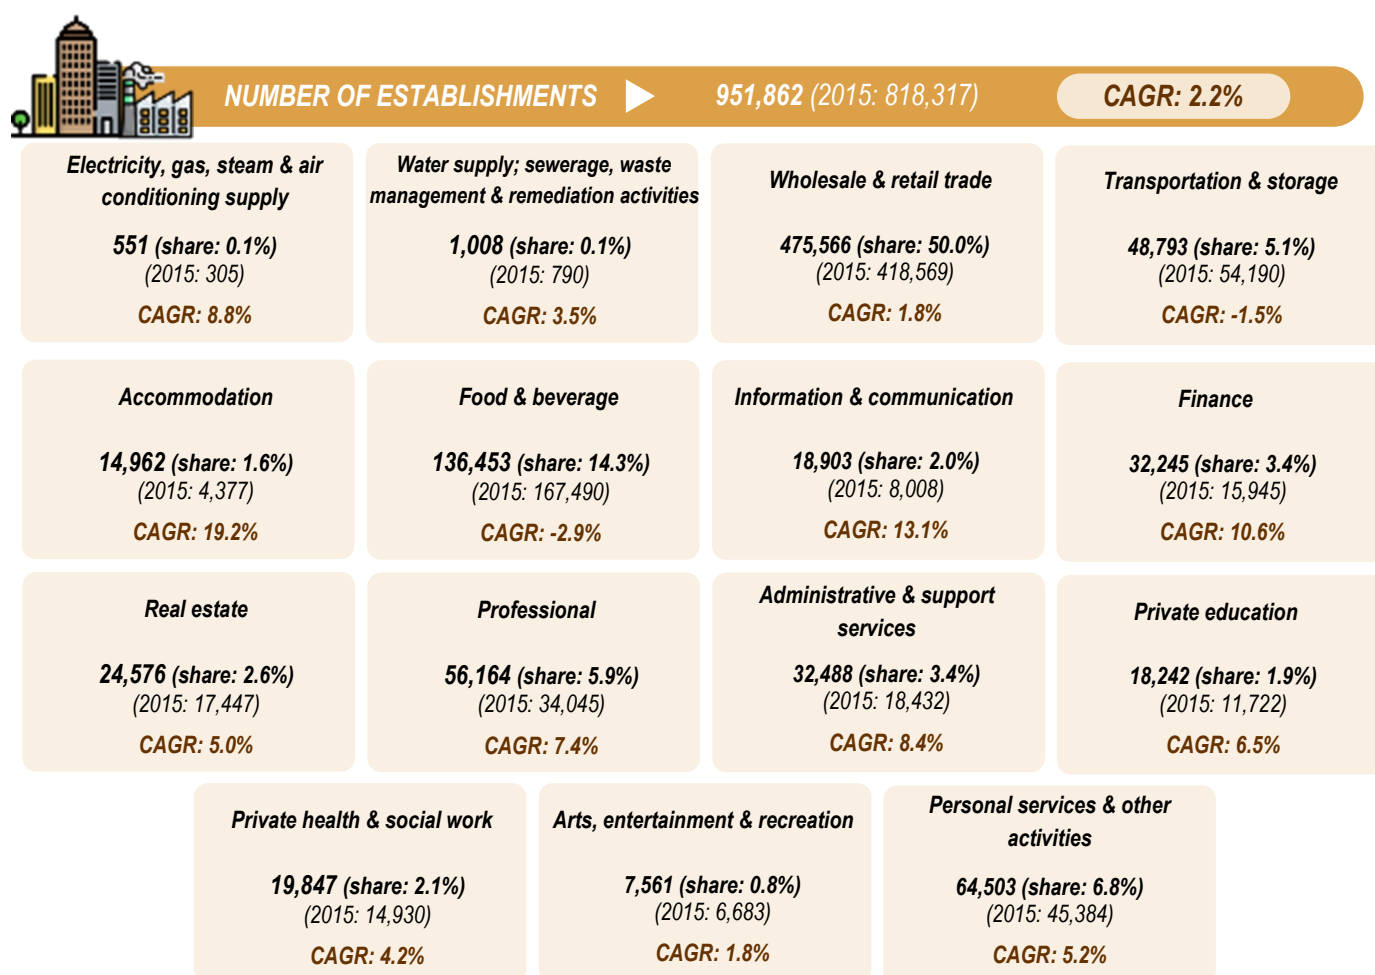 NUMBER OF ESTABLISHMENTS 951,862 (2015: 818,317) CAGR: 2.2%
Electricity, gas, steam & air
conditioning supply
551 (share: 0.1%)
(2015: 305)
CAGR: 8.8%
Water supply; sewerage, waste
management & remediation activities
1,008 (share: 0.1%)
(2015: 790)
CAGR: 3.5%
Wholesale & retail trade
475,566 (share: 50.0%)
(2015: 418,569)
CAGR: 1.8%
Transportation & storage
48,793 (share: 5.1%)
(2015: 54,190)
CAGR: -1.5%
Accommodation
14,962 (share: 1.6%)
(2015: 4,377)
CAGR: 19.2%
Food & beverage
136,453 (share: 14.3%)
(2015: 167,490)
CAGR: -2.9%
Information & communication
18,903 (share: 2.0%)
(2015: 8,008)
CAGR: 13.1%
Finance
32,245 (share: 3.4%)
(2015: 15,945)
CAGR: 10.6%
Real estate
24,576 (share: 2.6%)
(2015: 17,447)
CAGR: 5.0%
Professional
56,164 (share: 5.9%)
(2015: 34,045)
CAGR: 7.4%
Administrative & support
services
32,488 (share: 3.4%)
(2015: 18,432)
CAGR: 8.4%
Private education
18,242 (share: 1.9%)
(2015: 11,722)
CAGR: 6.5%
Private health & social work
19,847 (share: 2.1%)
(2015: 14,930)
CAGR: 4.2%
Arts, entertainment & recreation
7,561 (share: 0.8%)
(2015: 6,683)
CAGR: 1.8%
Personal services & other
activities
64,503 (share: 6.8%)
(2015: 45,384)
CAGR: 5.2%